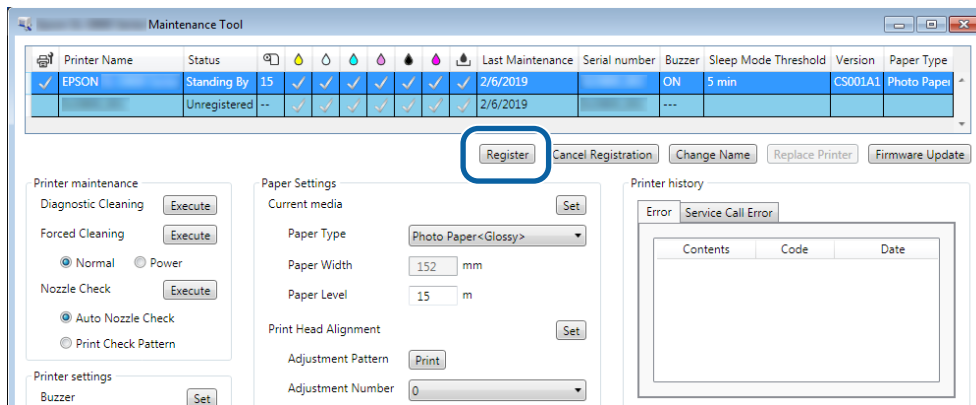 Maintenance Tool
Printer Name Status Last Maintenance Serial number Buzzer Sleep Mode Threshold Version Paper Type
EPSON Standing By 15 2/6/2019 ON 5 min CS001A1 Photo Paper
Unregistered -- 2/6/2019 ---
Register Cancel Registration Change Name Replace Printer Firmware Update
Printer maintenance
Diagnostic Cleaning Execute
Forced Cleaning Execute
Normal Power
Nozzle Check Execute
Auto Nozzle Check
Print Check Pattern
Printer settings
Buzzer Set
Paper Settings
Current media Set
Paper Type Photo Paper<Glossy>
Paper Width 152 mm
Paper Level 15 m
Print Head Alignment Set
Adjustment Pattern Print
Adjustment Number 0
Printer history
Error Service Call Error
Contents Code Date